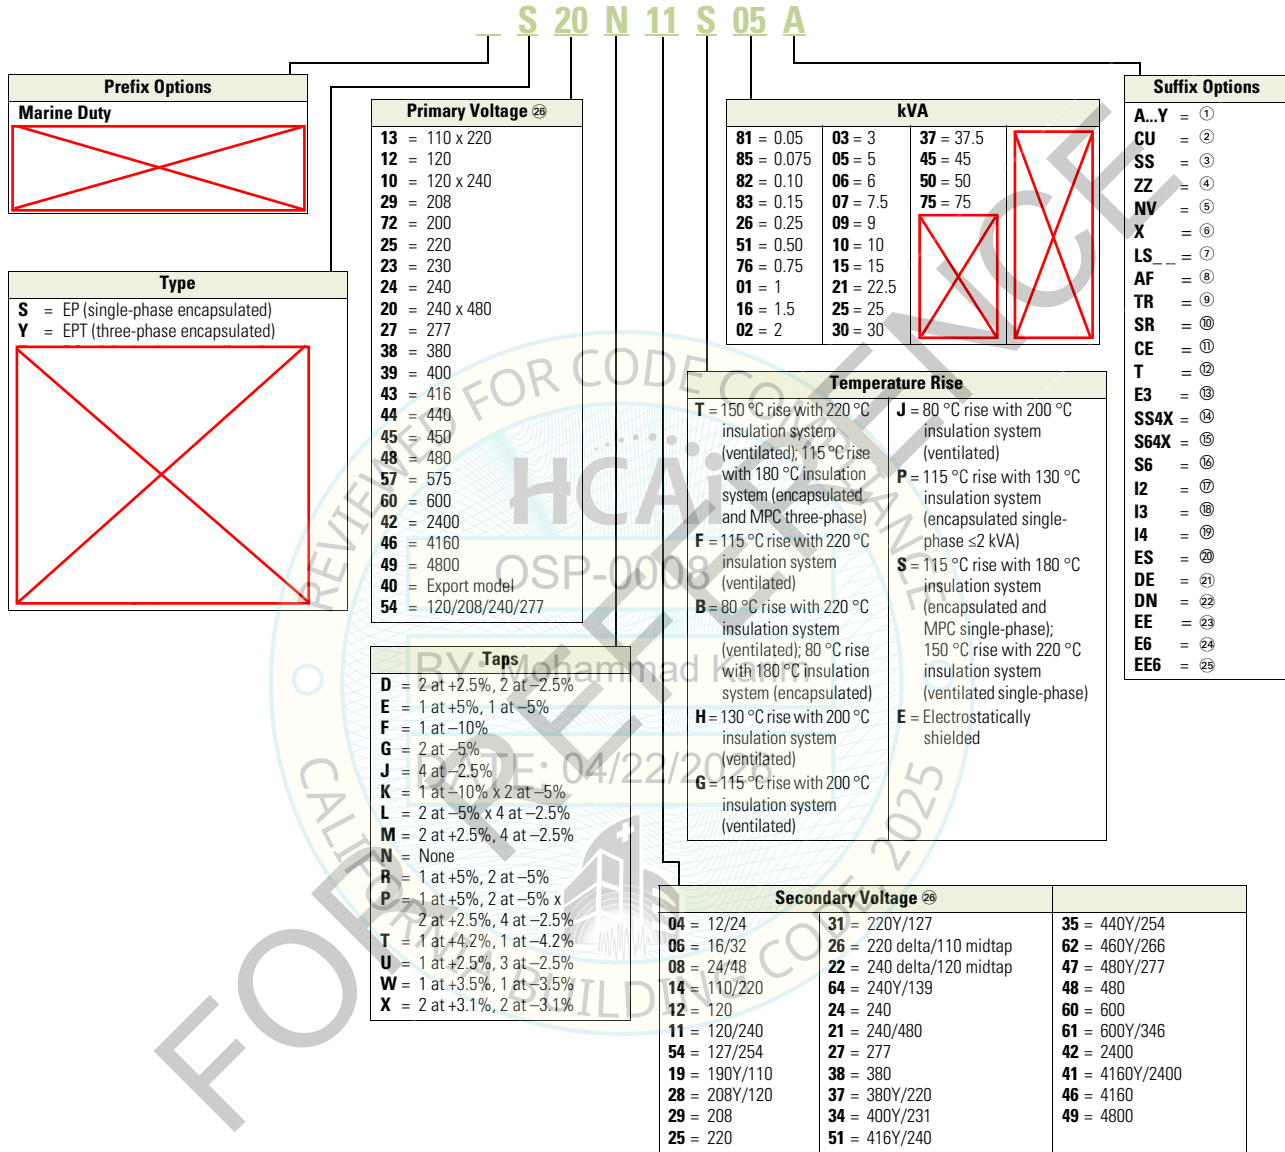 _ S 20 N 11 S 05 A
Prefix Options
Marine Duty
Type
S = EP (single-phase encapsulated)
Y = EPT (three-phase encapsulated)
Primary Voltage ㉖
13 = 110 x 220
12 = 120
10 = 120 x 240
29 = 208
72 = 200
25 = 220
23 = 230
24 = 240
20 = 240 x 480
27 = 277
38 = 380
39 = 400
43 = 416
44 = 440
45 = 450
48 = 480
57 = 575
60 = 600
42 = 2400
46 = 4160
49 = 4800
40 = Export model
54 = 120/208/240/277
Taps
D = 2 at +2.5%, 2 at –2.5%
E = 1 at +5%, 1 at –5%
F = 1 at –10%
G = 2 at –5%
J = 4 at –2.5%
K = 1 at –10% x 2 at –5%
L = 2 at –5% x 4 at –2.5%
M = 2 at +2.5%, 4 at –2.5%
N = None
R = 1 at +5%, 2 at –5%
P = 1 at +5%, 2 at –5% x
2 at +2.5%, 4 at –2.5%
T = 1 at +4.2%, 1 at –4.2%
U = 1 at +2.5%, 3 at –2.5%
W = 1 at +3.5%, 1 at –3.5%
X = 2 at +3.1%, 2 at –3.1%
kVA
81 = 0.05
85 = 0.075
82 = 0.10
83 = 0.15
26 = 0.25
51 = 0.50
76 = 0.75
01 = 1
16 = 1.5
02 = 2
03 = 3
05 = 5
06 = 6
07 = 7.5
09 = 9
10 = 10
15 = 15
21 = 22.5
25 = 25
30 = 30
37 = 37.5
45 = 45
50 = 50
75 = 75
Temperature Rise
T = 150 °C rise with 220 °C
insulation system
(ventilated); 115 °C rise
with 180 °C insulation
system (encapsulated
and MPC three-phase)
F = 115 °C rise with 220 °C
insulation system
(ventilated)
B = 80 °C rise with 220 °C
insulation system
(ventilated); 80 °C rise
with 180 °C insulation
system (encapsulated)
H = 130 °C rise with 200 °C
insulation system
(ventilated)
G = 115 °C rise with 200 °C
insulation system
(ventilated)
J = 80 °C rise with 200 °C
insulation system
(ventilated)
P = 115 °C rise with 130 °C
insulation system
(encapsulated single-
phase ≤2 kVA)
S = 115 °C rise with 180 °C
insulation system
(encapsulated and
MPC single-phase);
150 °C rise with 220 °C
insulation system
(ventilated single-phase)
E = Electrostatically
shielded
Suffix Options
A...Y = ①
CU = ②
SS = ③
ZZ = ④
NV = ⑤
X = ⑥
LS_ _ = ⑦
AF = ⑧
TR = ⑨
SR = ⑩
CE = ⑪
T = ⑫
E3 = ⑬
SS4X = ⑭
S64X = ⑮
S6 = ⑯
I2 = ⑰
I3 = ⑱
I4 = ⑲
ES = ⑳
DE = ㉑
DN = ㉒
EE = ㉓
E6 = ㉔
EE6 = ㉕
Secondary Voltage ㉖
04 = 12/24
06 = 16/32
08 = 24/48
14 = 110/220
12 = 120
11 = 120/240
54 = 127/254
19 = 190Y/110
28 = 208Y/120
29 = 208
25 = 220
31 = 220Y/127
26 = 220 delta/110 midtap
22 = 240 delta/120 midtap
64 = 240Y/139
24 = 240
21 = 240/480
27 = 277
38 = 380
37 = 380Y/220
34 = 400Y/231
51 = 416Y/240
35 = 440Y/254
62 = 460Y/266
47 = 480Y/277
48 = 480
60 = 600
61 = 600Y/346
42 = 2400
41 = 4160Y/2400
46 = 4160
49 = 4800
FOR REFERENCE
REVIEWED FOR CODE COMPLIANCE
HCAi
OSP-0008
BY: Mohammad Karim
DATE: 04/22/2026
CALIFORNIA BUILDING CODE, 2025